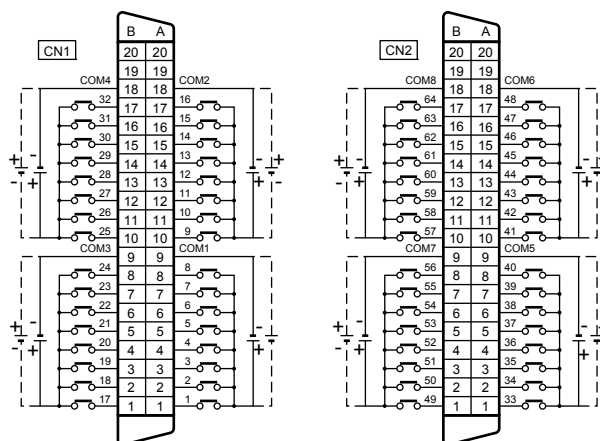 CN1
B A
20 20
19 19
COM4 18 18 COM2
32 17 17 16
31 16 16 15
30 15 15 14
29 14 14 13
28 13 13 12
27 12 12 11
26 11 11 10
25 10 10 9
COM3 9 9 COM1
24 8 8 8
23 7 7 7
22 6 6 6
21 5 5 5
20 4 4 4
19 3 3 3
18 2 2 2
17 1 1 1
+ - - +
- + + -
+ - - +
- + + -
CN2
B A
20 20
19 19
COM8 18 18 COM6
64 17 17 48
63 16 16 47
62 15 15 46
61 14 14 45
60 13 13 44
59 12 12 43
58 11 11 42
57 10 10 41
COM7 9 9 COM5
56 8 8 40
55 7 7 39
54 6 6 38
53 5 5 37
52 4 4 36
51 3 3 35
50 2 2 34
49 1 1 33
+ - - +
- + + -
+ - - +
- + + -